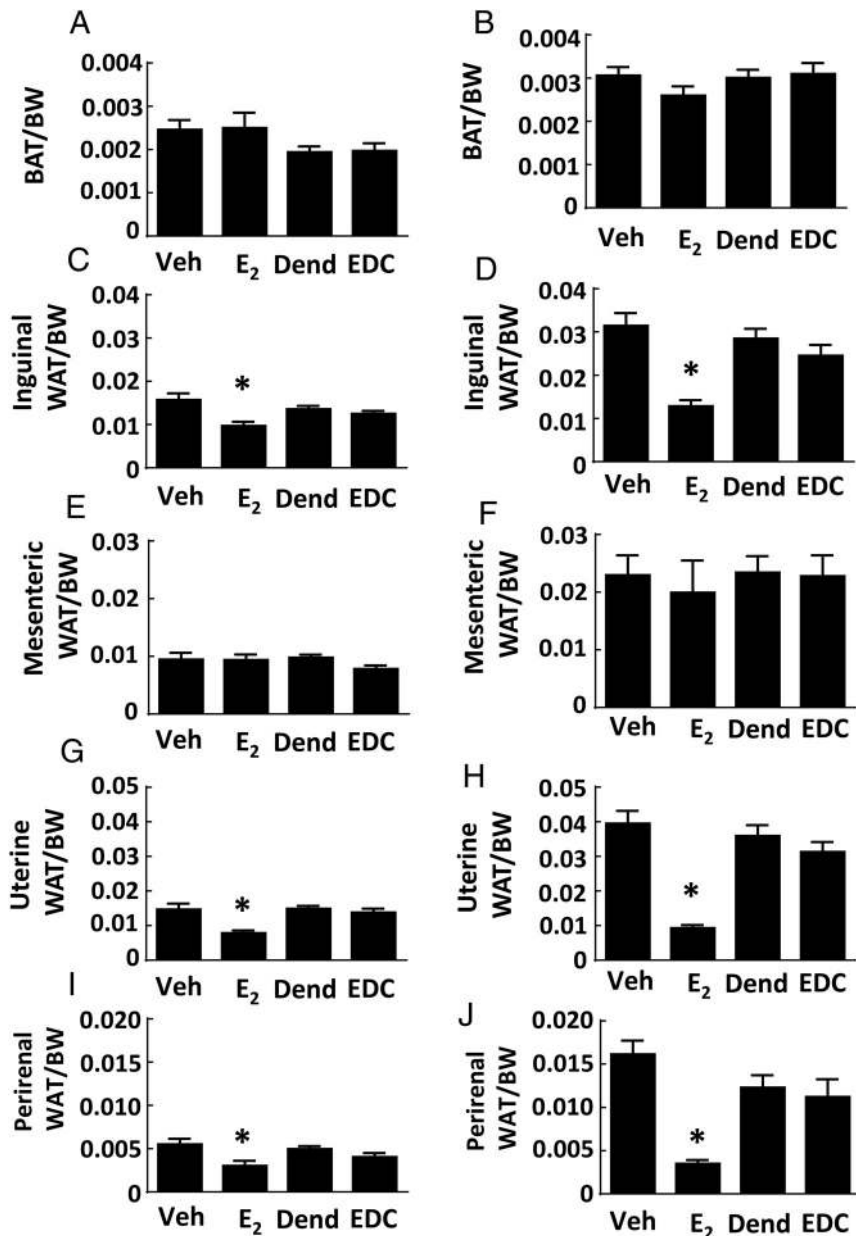 A
BAT/BW
0.004
0.003
0.002
0.001
0
Veh E₂ Dend EDC
B
BAT/BW
0.004
0.003
0.002
0.001
0
Veh E₂ Dend EDC
C
Inguinal
WAT/BW
0.04
0.03
0.02
0.01
0
*
Veh E₂ Dend EDC
D
Inguinal
WAT/BW
0.04
0.03
0.02
0.01
0
*
Veh E₂ Dend EDC
E
Mesenteric
WAT/BW
0.03
0.02
0.01
0
Veh E₂ Dend EDC
F
Mesenteric
WAT/BW
0.03
0.02
0.01
0
Veh E₂ Dend EDC
G
Uterine
WAT/BW
0.05
0.04
0.03
0.02
0.01
0
*
Veh E₂ Dend EDC
H
Uterine
WAT/BW
0.05
0.04
0.03
0.02
0.01
0
*
Veh E₂ Dend EDC
I
Perirenal
WAT/BW
0.020
0.015
0.010
0.005
0
*
Veh E₂ Dend EDC
J
Perirenal
WAT/BW
0.020
0.015
0.010
0.005
0
*
Veh E₂ Dend EDC